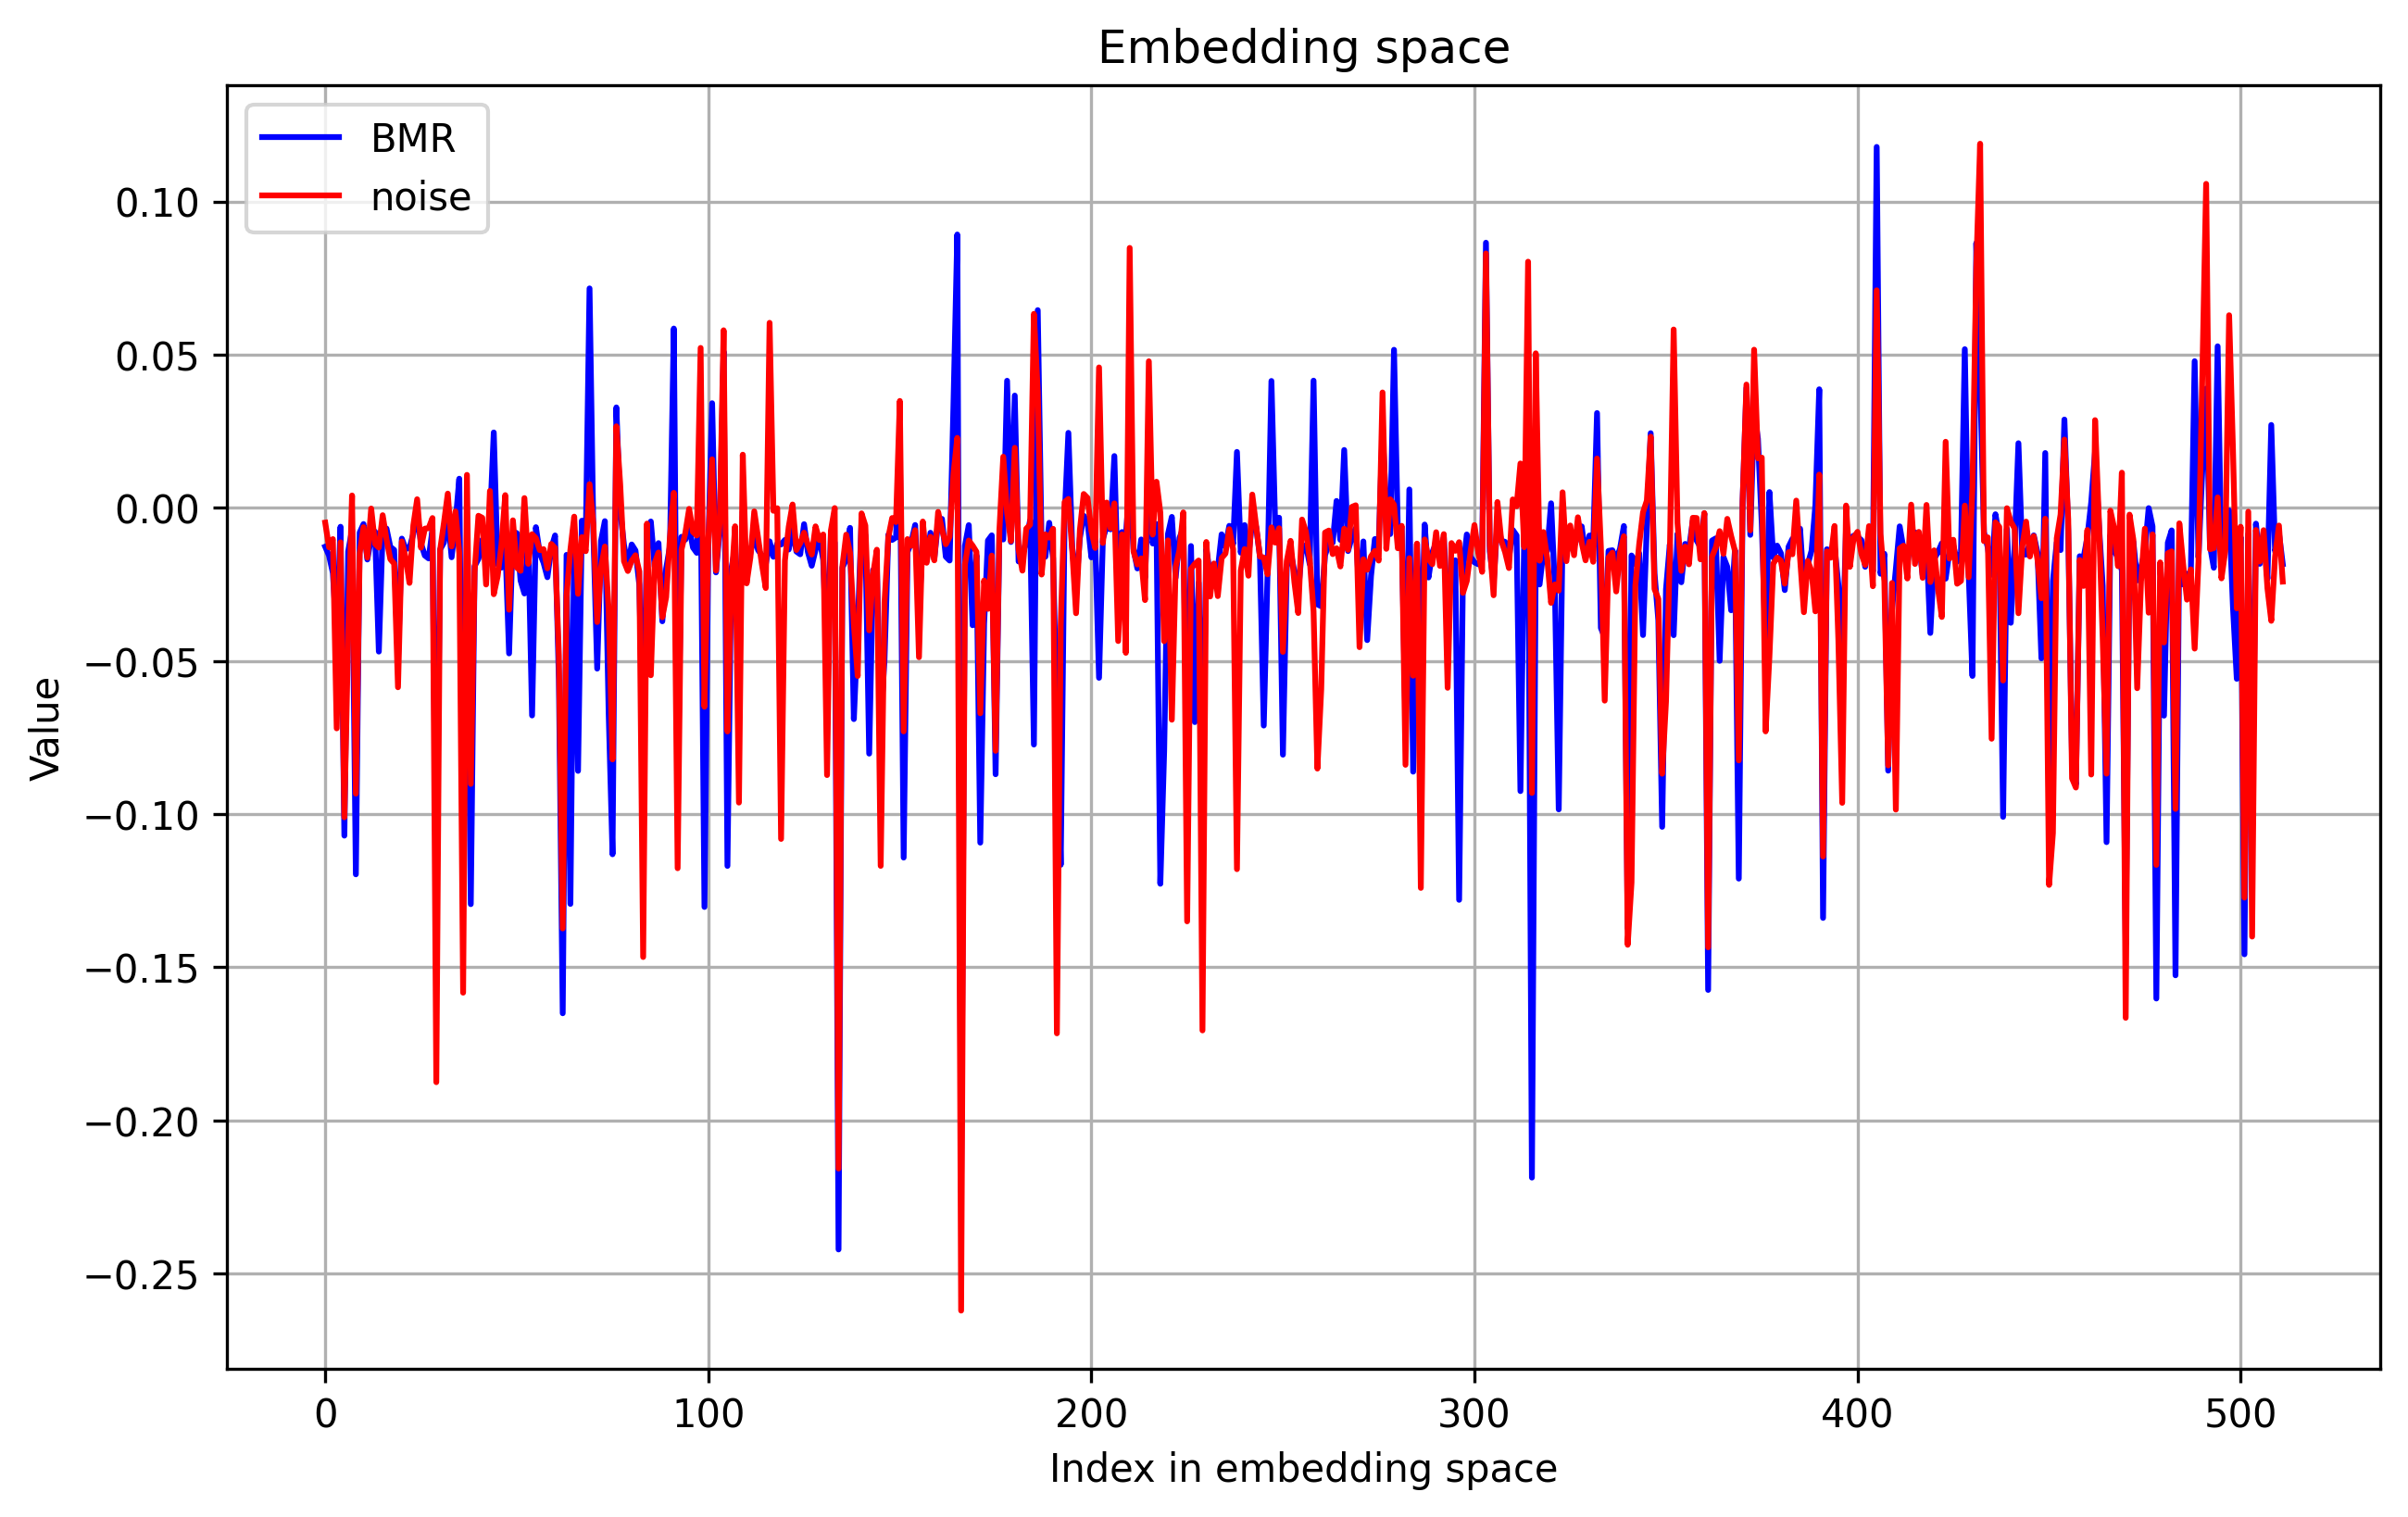 Embedding space
BMR
noise
0.10
0.05
0.00
−0.05
−0.10
−0.15
−0.20
−0.25
Value
0 100 200 300 400 500
Index in embedding space